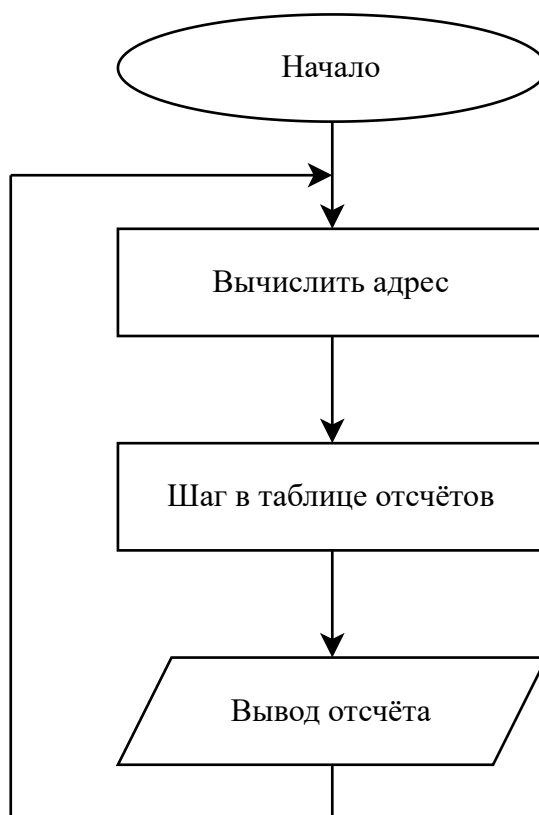 Начало
Вычислить адрес
Шаг в таблице отсчётов
Вывод отсчёта